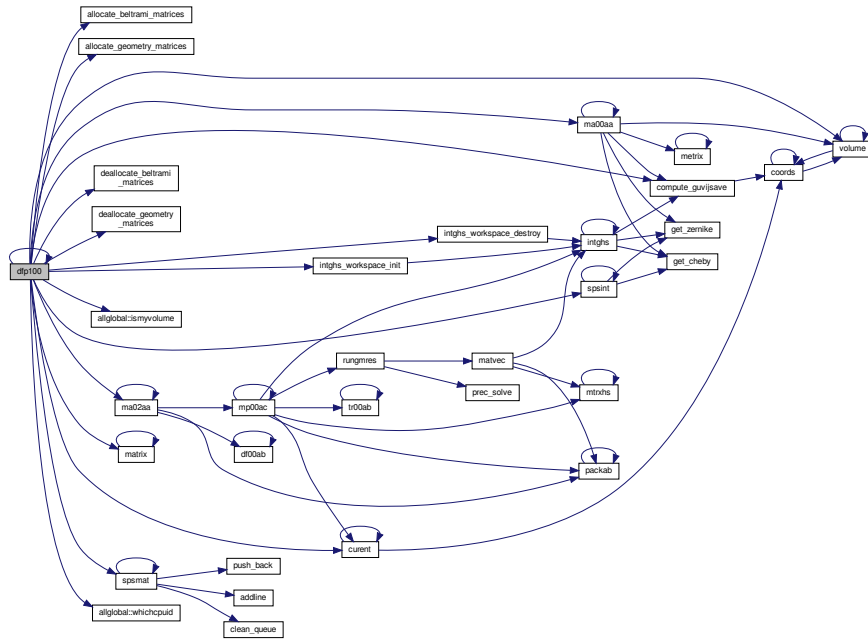 allocate_beltrami_matrices
allocate_geometry_matrices
ma00aa
volume
metrix
coords
deallocate_beltrami
_matrices
compute_guvijsave
deallocate_geometry
_matrices
get_zernike
intghs_workspace_destroy
intghs
get_cheby
dfp100
intghs_workspace_init
spsint
allglobal::ismyvolume
rungmres
matvec
prec_solve
mtrxhs
ma02aa
mp00ac
tr00ab
matrix
df00ab
packab
curent
push_back
spsmat
addline
allglobal::whichcpuid
clean_queue